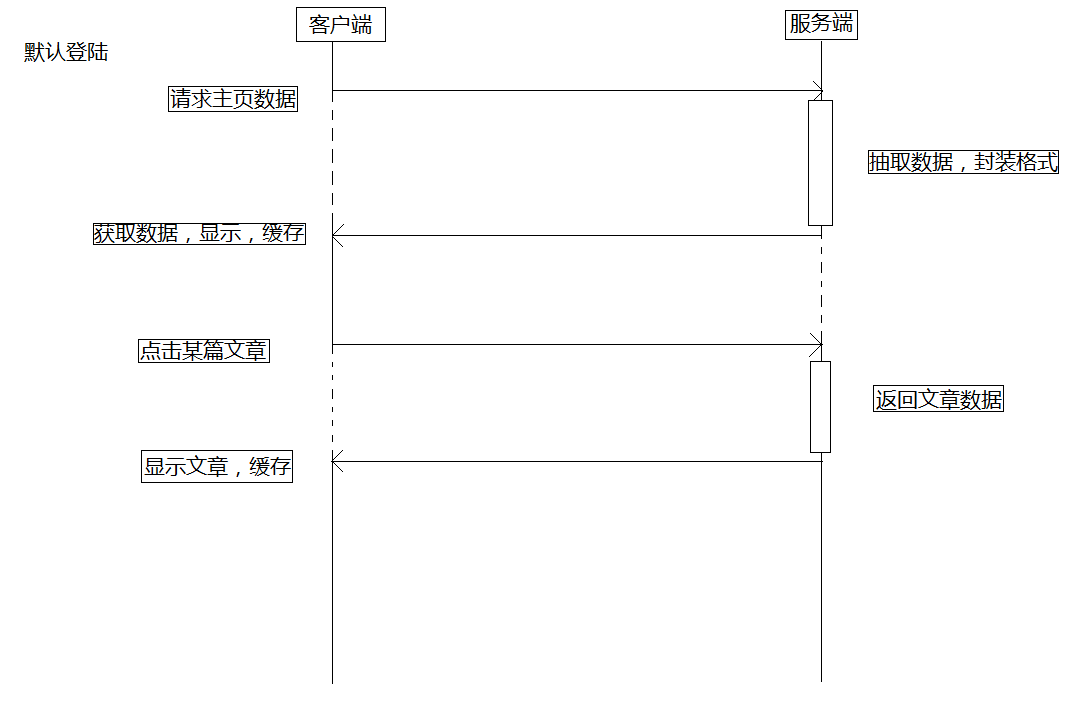 客户端
服务端
默认登陆
请求主页数据
抽取数据，封装格式
获取数据，显示，缓存
点击某篇文章
返回文章数据
显示文章，缓存